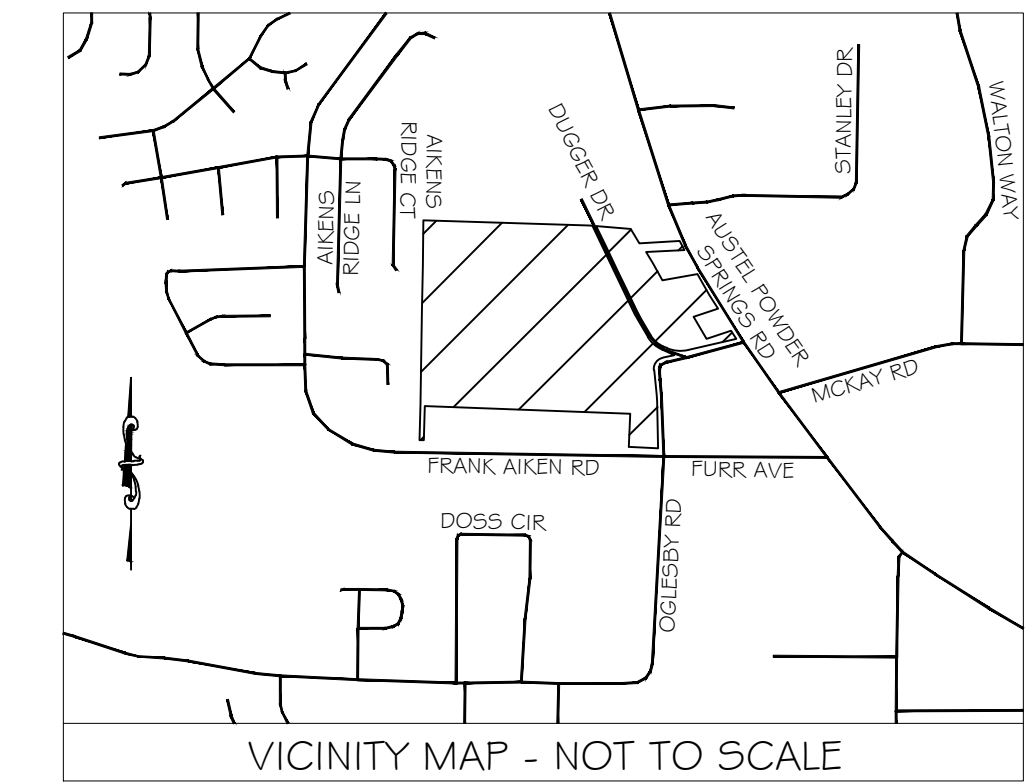 STANLEY DR
WALTON WAY
DUGGER DR
AIKENS
RIDGE CT
AIKENS
RIDGE LN
AUSTEL POWDER
SPRINGS RD
MCKAY RD
FRANK AIKEN RD
FURR AVE
DOSS CIR
OGLESBY RD
VICINITY MAP - NOT TO SCALE